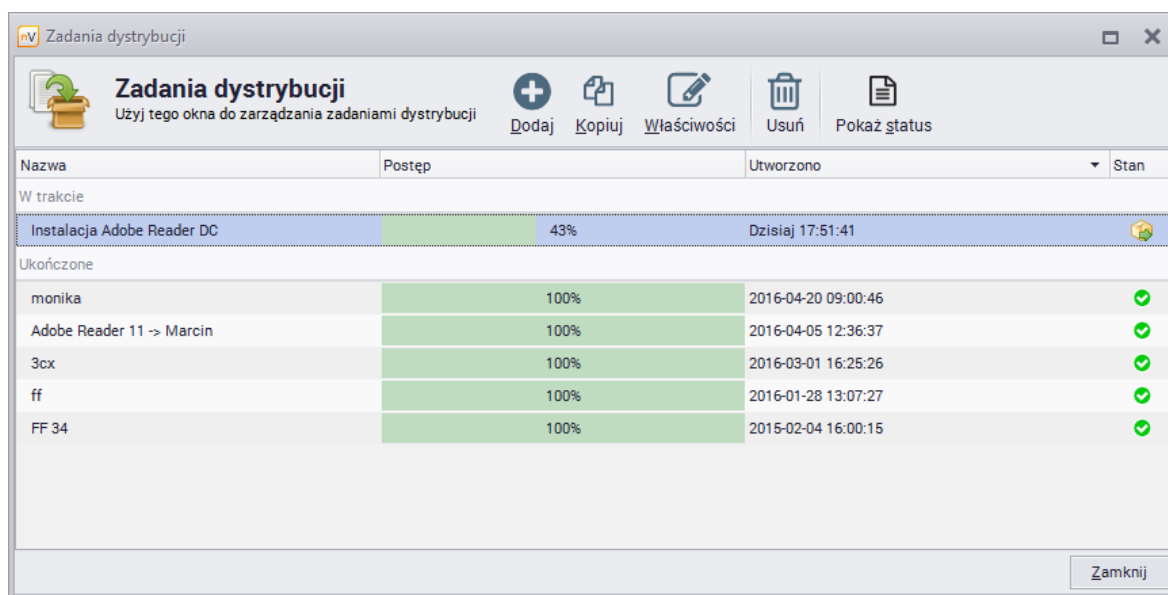 nV Zadania dystrybucji
Zadania dystrybucji
Użyj tego okna do zarządzania zadaniami dystrybucji
Dodaj Kopiuj Właściwości Usuń Pokaż status
Nazwa Postęp Utworzono Stan
W trakcie
Instalacja Adobe Reader DC 43% Dzisiaj 17:51:41
Ukończone
monika 100% 2016-04-20 09:00:46
Adobe Reader 11 -> Marcin 100% 2016-04-05 12:36:37
3cx 100% 2016-03-01 16:25:26
ff 100% 2016-01-28 13:07:27
FF 34 100% 2015-02-04 16:00:15
Zamknij